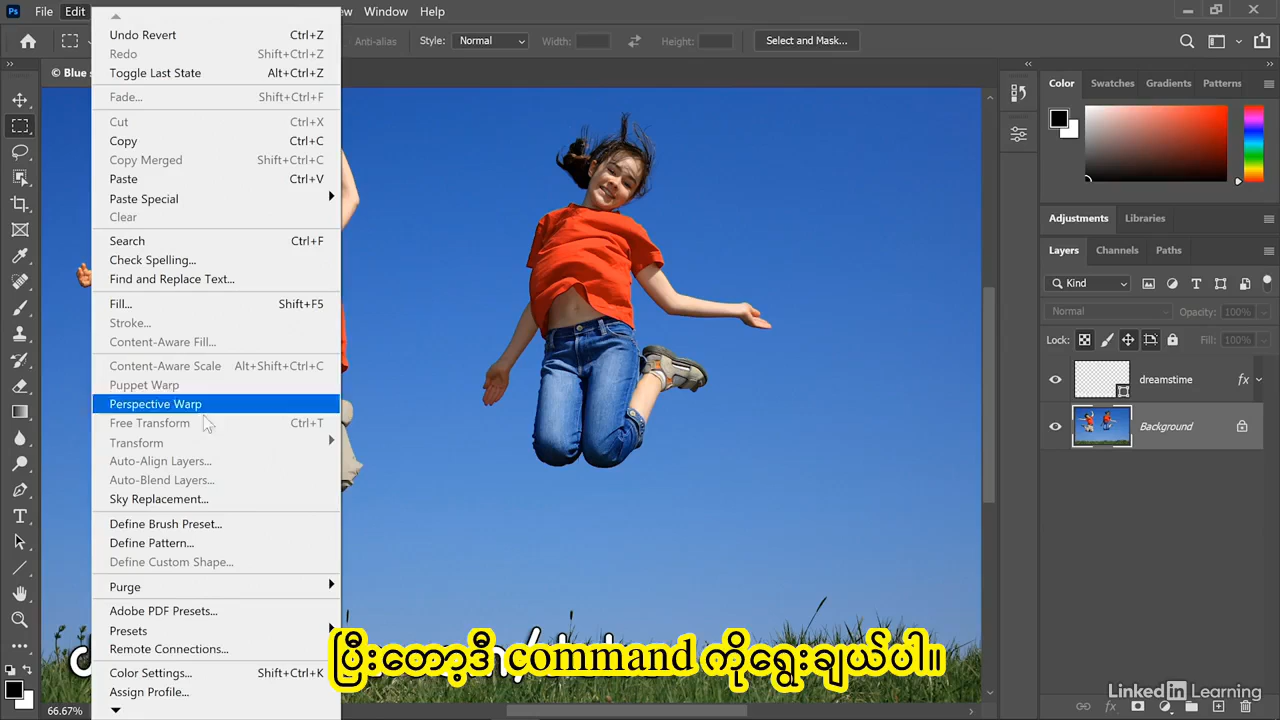 Ps File Edit Window Help
Anti-alias Style: Normal Width: Height: Select and Mask...
© Blue s
Undo Revert Ctrl+Z
Redo Shift+Ctrl+Z
Toggle Last State Alt+Ctrl+Z
Fade... Shift+Ctrl+F
Cut Ctrl+X
Copy Ctrl+C
Copy Merged Shift+Ctrl+C
Paste Ctrl+V
Paste Special
Clear
Search Ctrl+F
Check Spelling...
Find and Replace Text...
Fill... Shift+F5
Stroke...
Content-Aware Fill...
Content-Aware Scale Alt+Shift+Ctrl+C
Puppet Warp
Perspective Warp
Free Transform Ctrl+T
Transform
Auto-Align Layers...
Auto-Blend Layers...
Sky Replacement...
Define Brush Preset...
Define Pattern...
Define Custom Shape...
Purge
Adobe PDF Presets...
Presets
Remote Connections...
Color Settings... Shift+Ctrl+K
Assign Profile...
Color Swatches Gradients Patterns
Adjustments Libraries
Layers Channels Paths
Kind
Normal Opacity: 100%
Lock: Fill: 100%
dreamstime fx
Background
ပြီးတော့ဒီ command ကိုရွေးချယ်ပါ။
66.67%
LinkedIn Learning